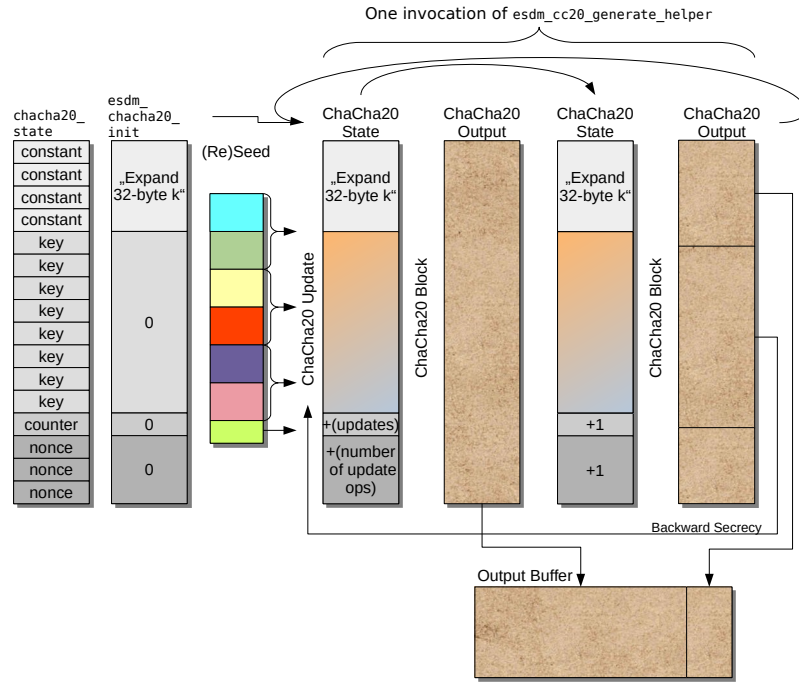 One invocation of esdm_cc20_generate_helper
chacha20_
state
esdm_
chacha20_
init
(Re)Seed
ChaCha20
State
ChaCha20
Output
ChaCha20
State
ChaCha20
Output
constant
constant
constant
constant
key
key
key
key
key
key
key
key
counter
nonce
nonce
nonce
„Expand
32-byte k“
0
0
0
ChaCha20 Update
„Expand
32-byte k“
+(updates)
+(number
of update
ops)
ChaCha20 Block
„Expand
32-byte k“
+1
+1
ChaCha20 Block
Backward Secrecy
Output Buffer